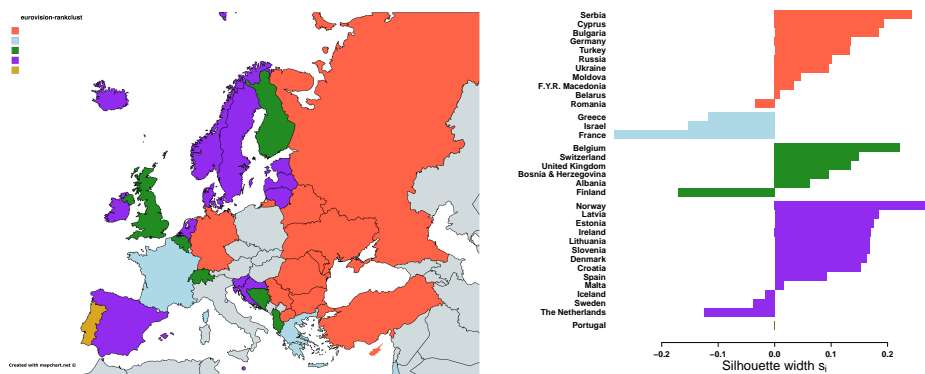 eurovision-rankclust
Created with mapchart.net ©
Serbia
Cyprus
Bulgaria
Germany
Turkey
Russia
Ukraine
Moldova
F.Y.R. Macedonia
Belarus
Romania
Greece
Israel
France
Belgium
Switzerland
United Kingdom
Bosnia & Herzegovina
Albania
Finland
Norway
Latvia
Estonia
Ireland
Lithuania
Slovenia
Denmark
Croatia
Spain
Malta
Iceland
Sweden
The Netherlands
Portugal
−0.2 −0.1 0.0 0.1 0.2
Silhouette width si